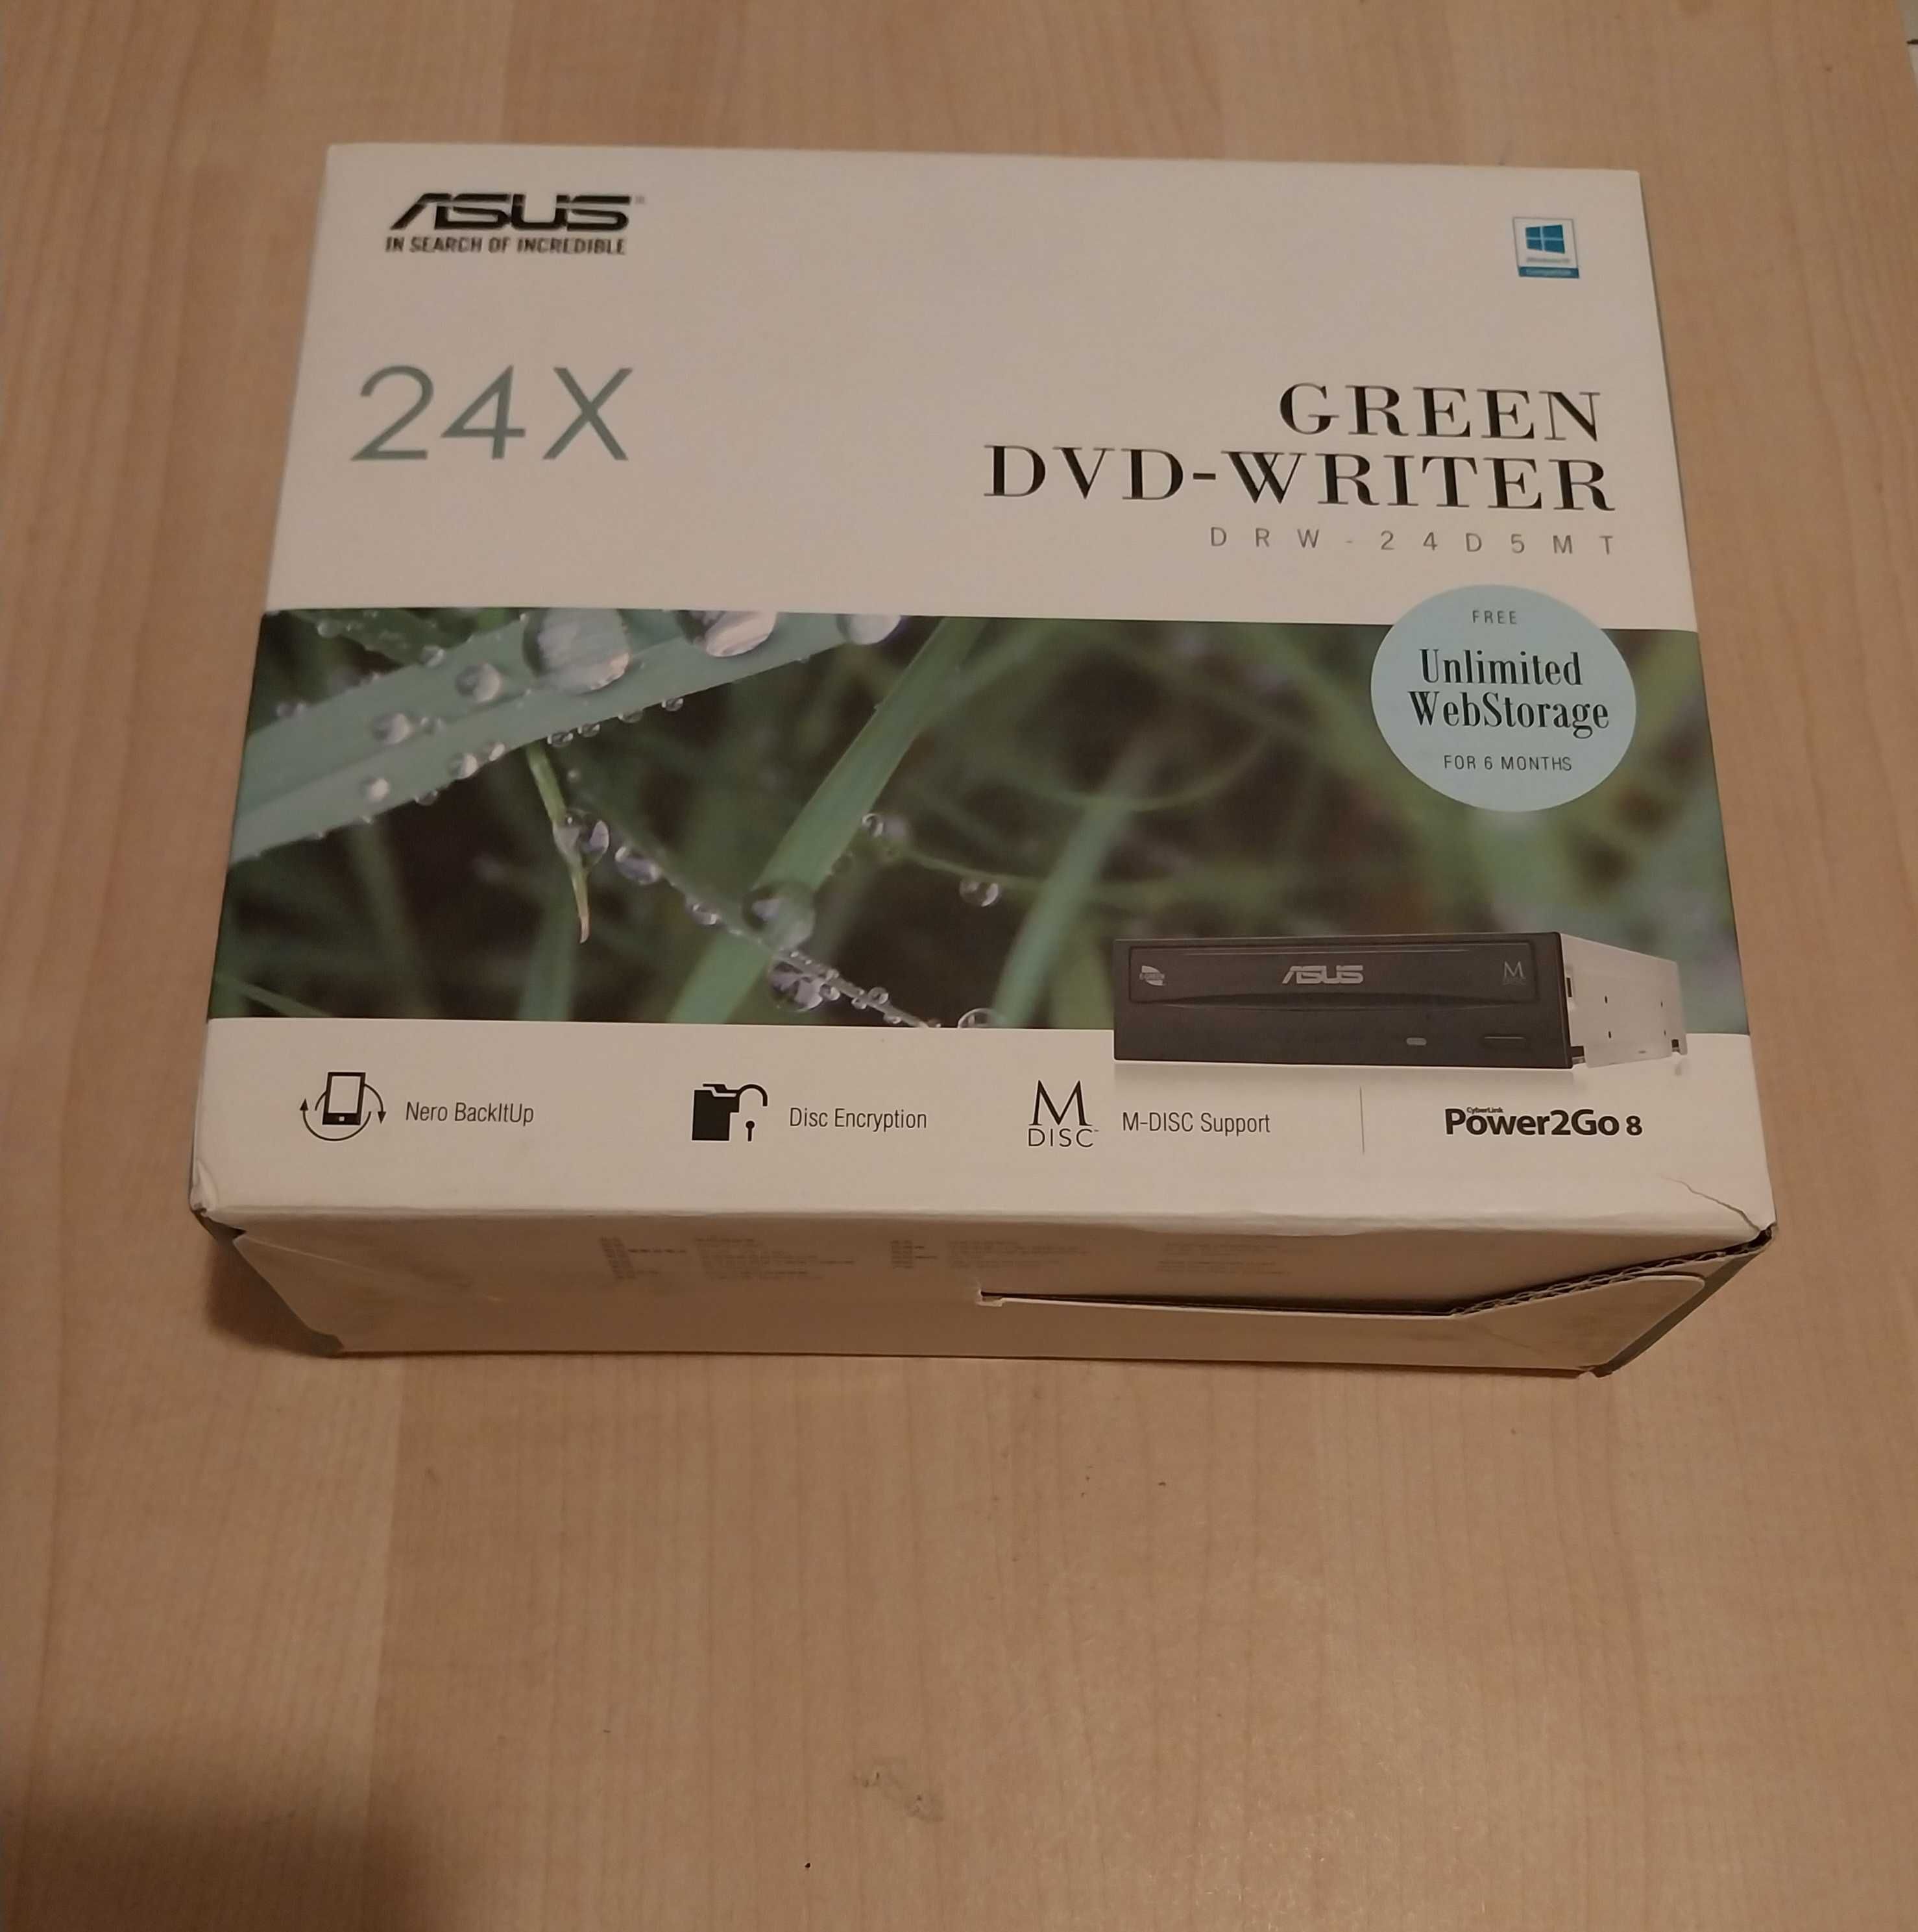 ASUS
IN SEARCH OF INCREDIBLE
24X
GREEN
DVD-WRITER
DRW-24D5MT
FREE
Unlimited
WebStorage
FOR 6 MONTHS
ASUS
M
Nero BackItUp
Disc Encryption
M
DISC
M-DISC Support
CyberLink
Power2Go 8